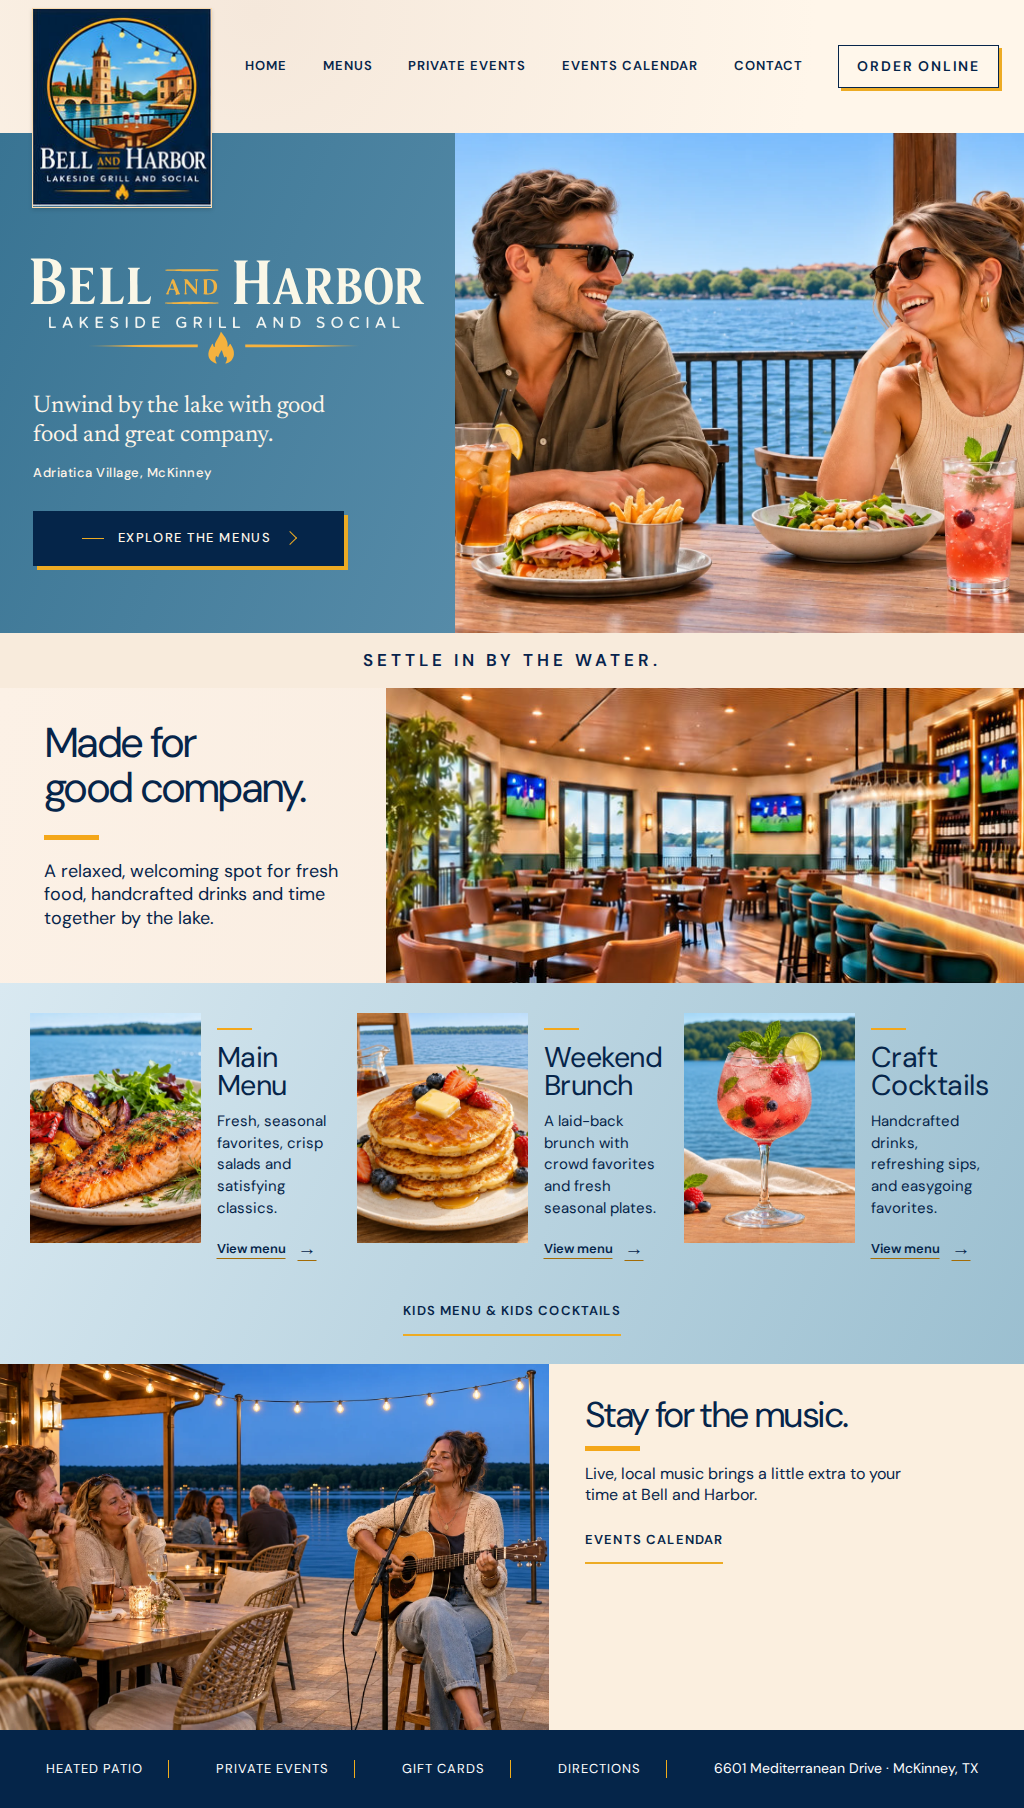 BELL AND HARBOR
LAKESIDE GRILL AND SOCIAL
HOME
MENUS
PRIVATE EVENTS
EVENTS CALENDAR
CONTACT
ORDER ONLINE
BELL AND HARBOR
LAKESIDE GRILL AND SOCIAL
Unwind by the lake with good
food and great company.
Adriatica Village, McKinney
EXPLORE THE MENUS
SETTLE IN BY THE WATER.
Made for
good company.
A relaxed, welcoming spot for fresh
food, handcrafted drinks and time
together by the lake.
Main
Menu
Fresh, seasonal
favorites, crisp
salads and
satisfying
classics.
View menu →
Weekend
Brunch
A laid-back
brunch with
crowd favorites
and fresh
seasonal plates.
View menu →
Craft
Cocktails
Handcrafted
drinks,
refreshing sips,
and easygoing
favorites.
View menu →
KIDS MENU & KIDS COCKTAILS
Stay for the music.
Live, local music brings a little extra to your
time at Bell and Harbor.
EVENTS CALENDAR
HEATED PATIO
PRIVATE EVENTS
GIFT CARDS
DIRECTIONS
6601 Mediterranean Drive · McKinney, TX